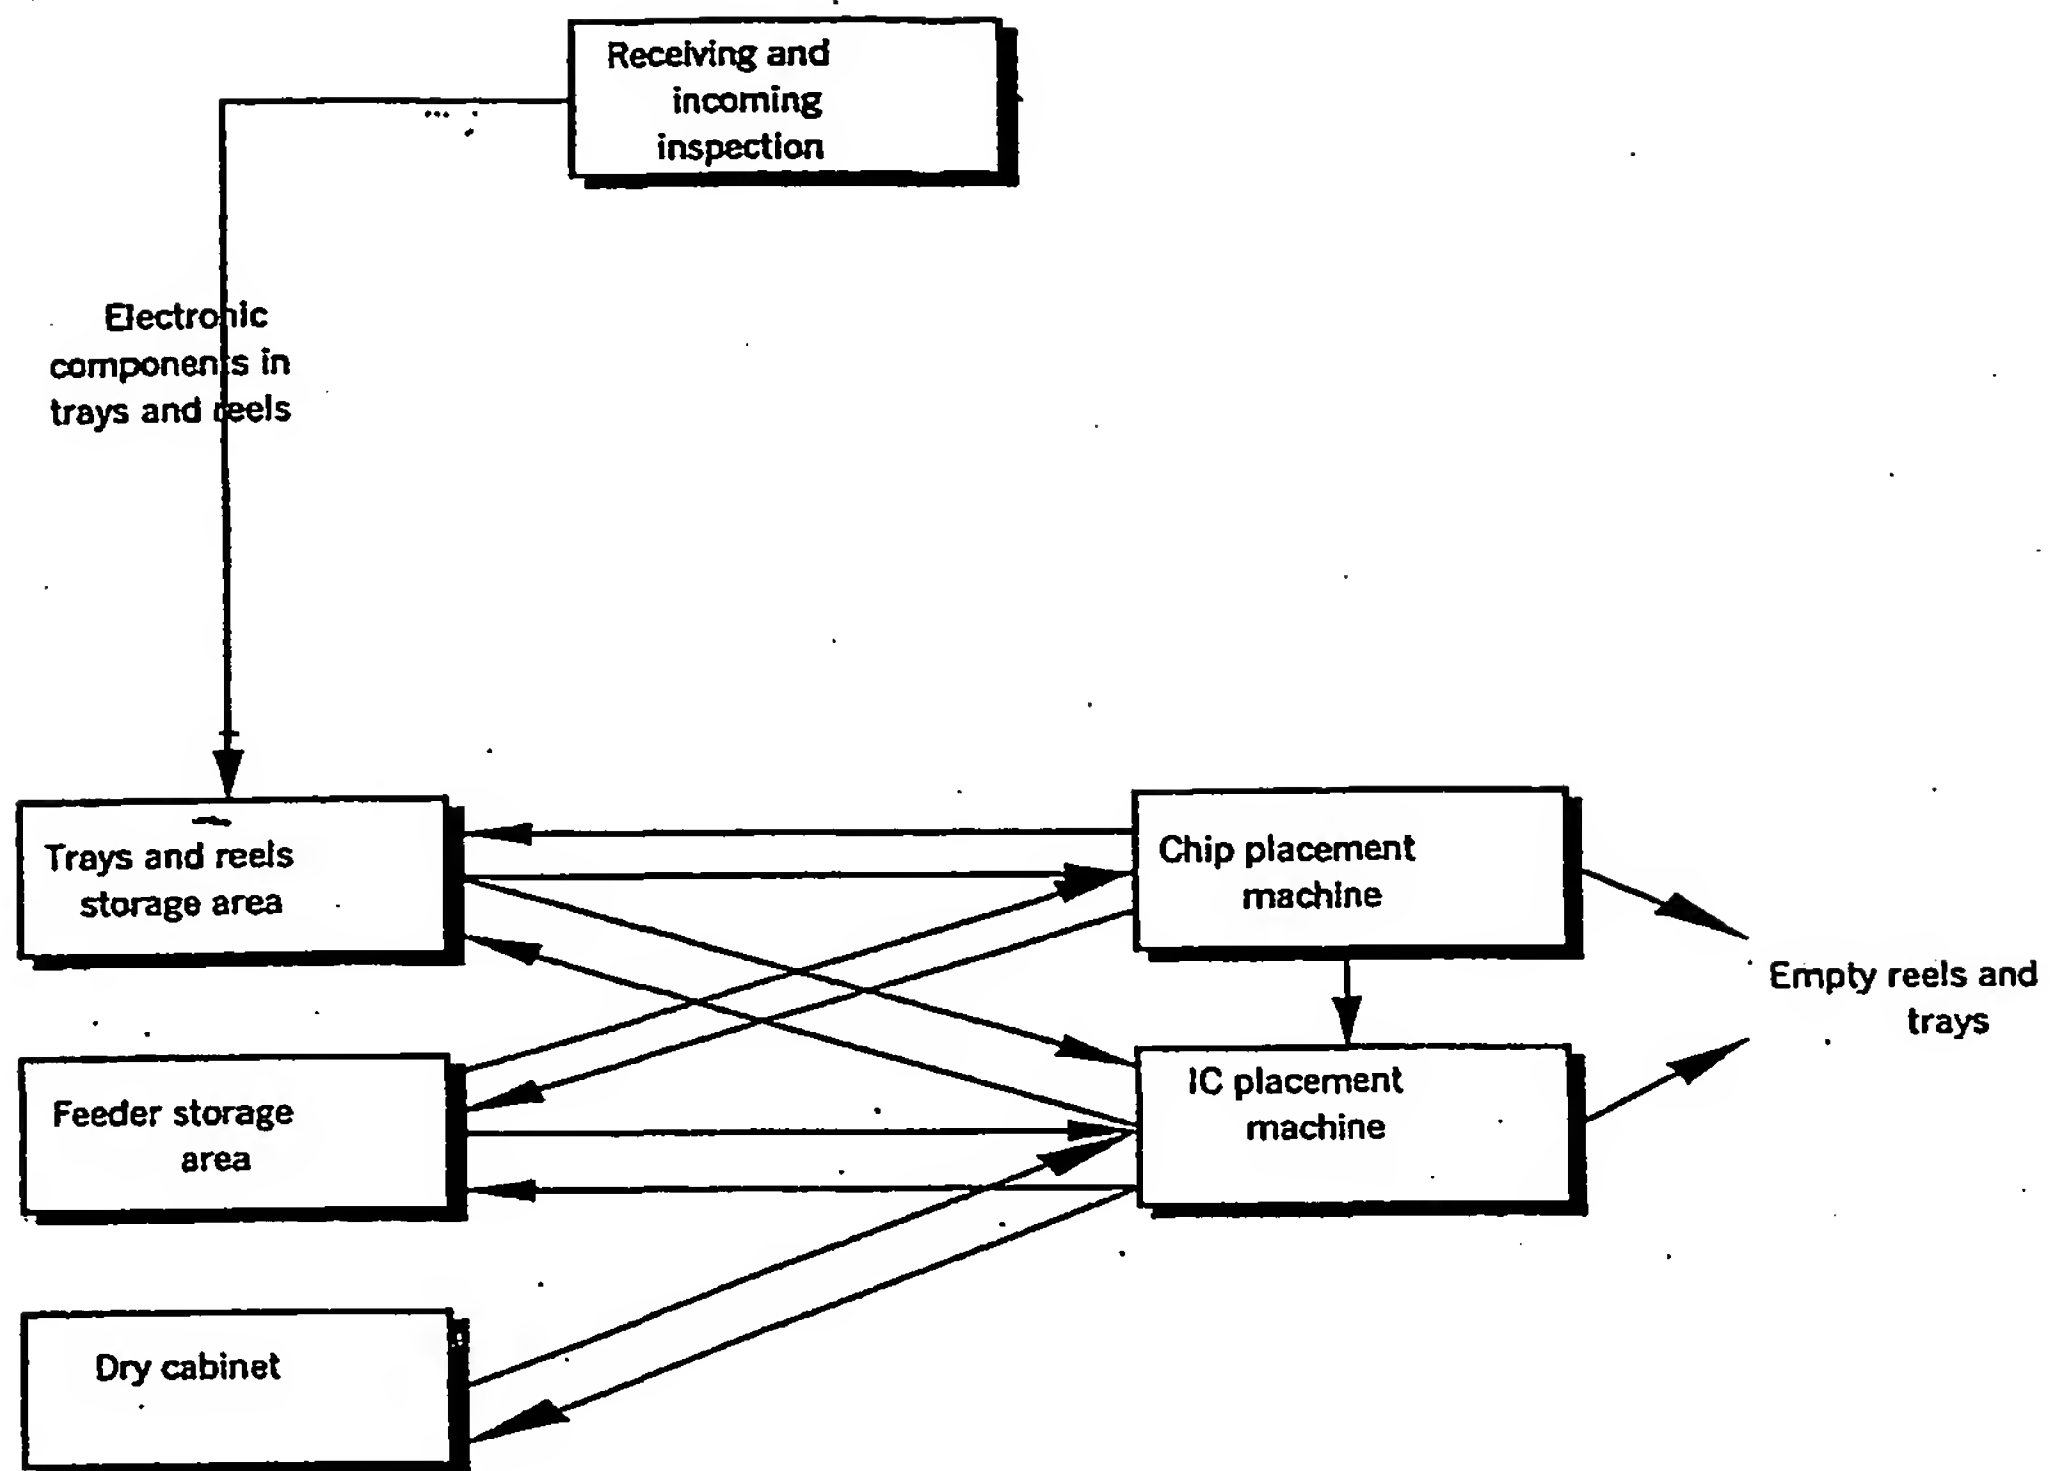 Receiving and
incoming
inspection
Electronic
components in
trays and reels
Trays and reels
storage area
Chip placement
machine
Empty reels and
trays
Feeder storage
area
IC placement
machine
Dry cabinet